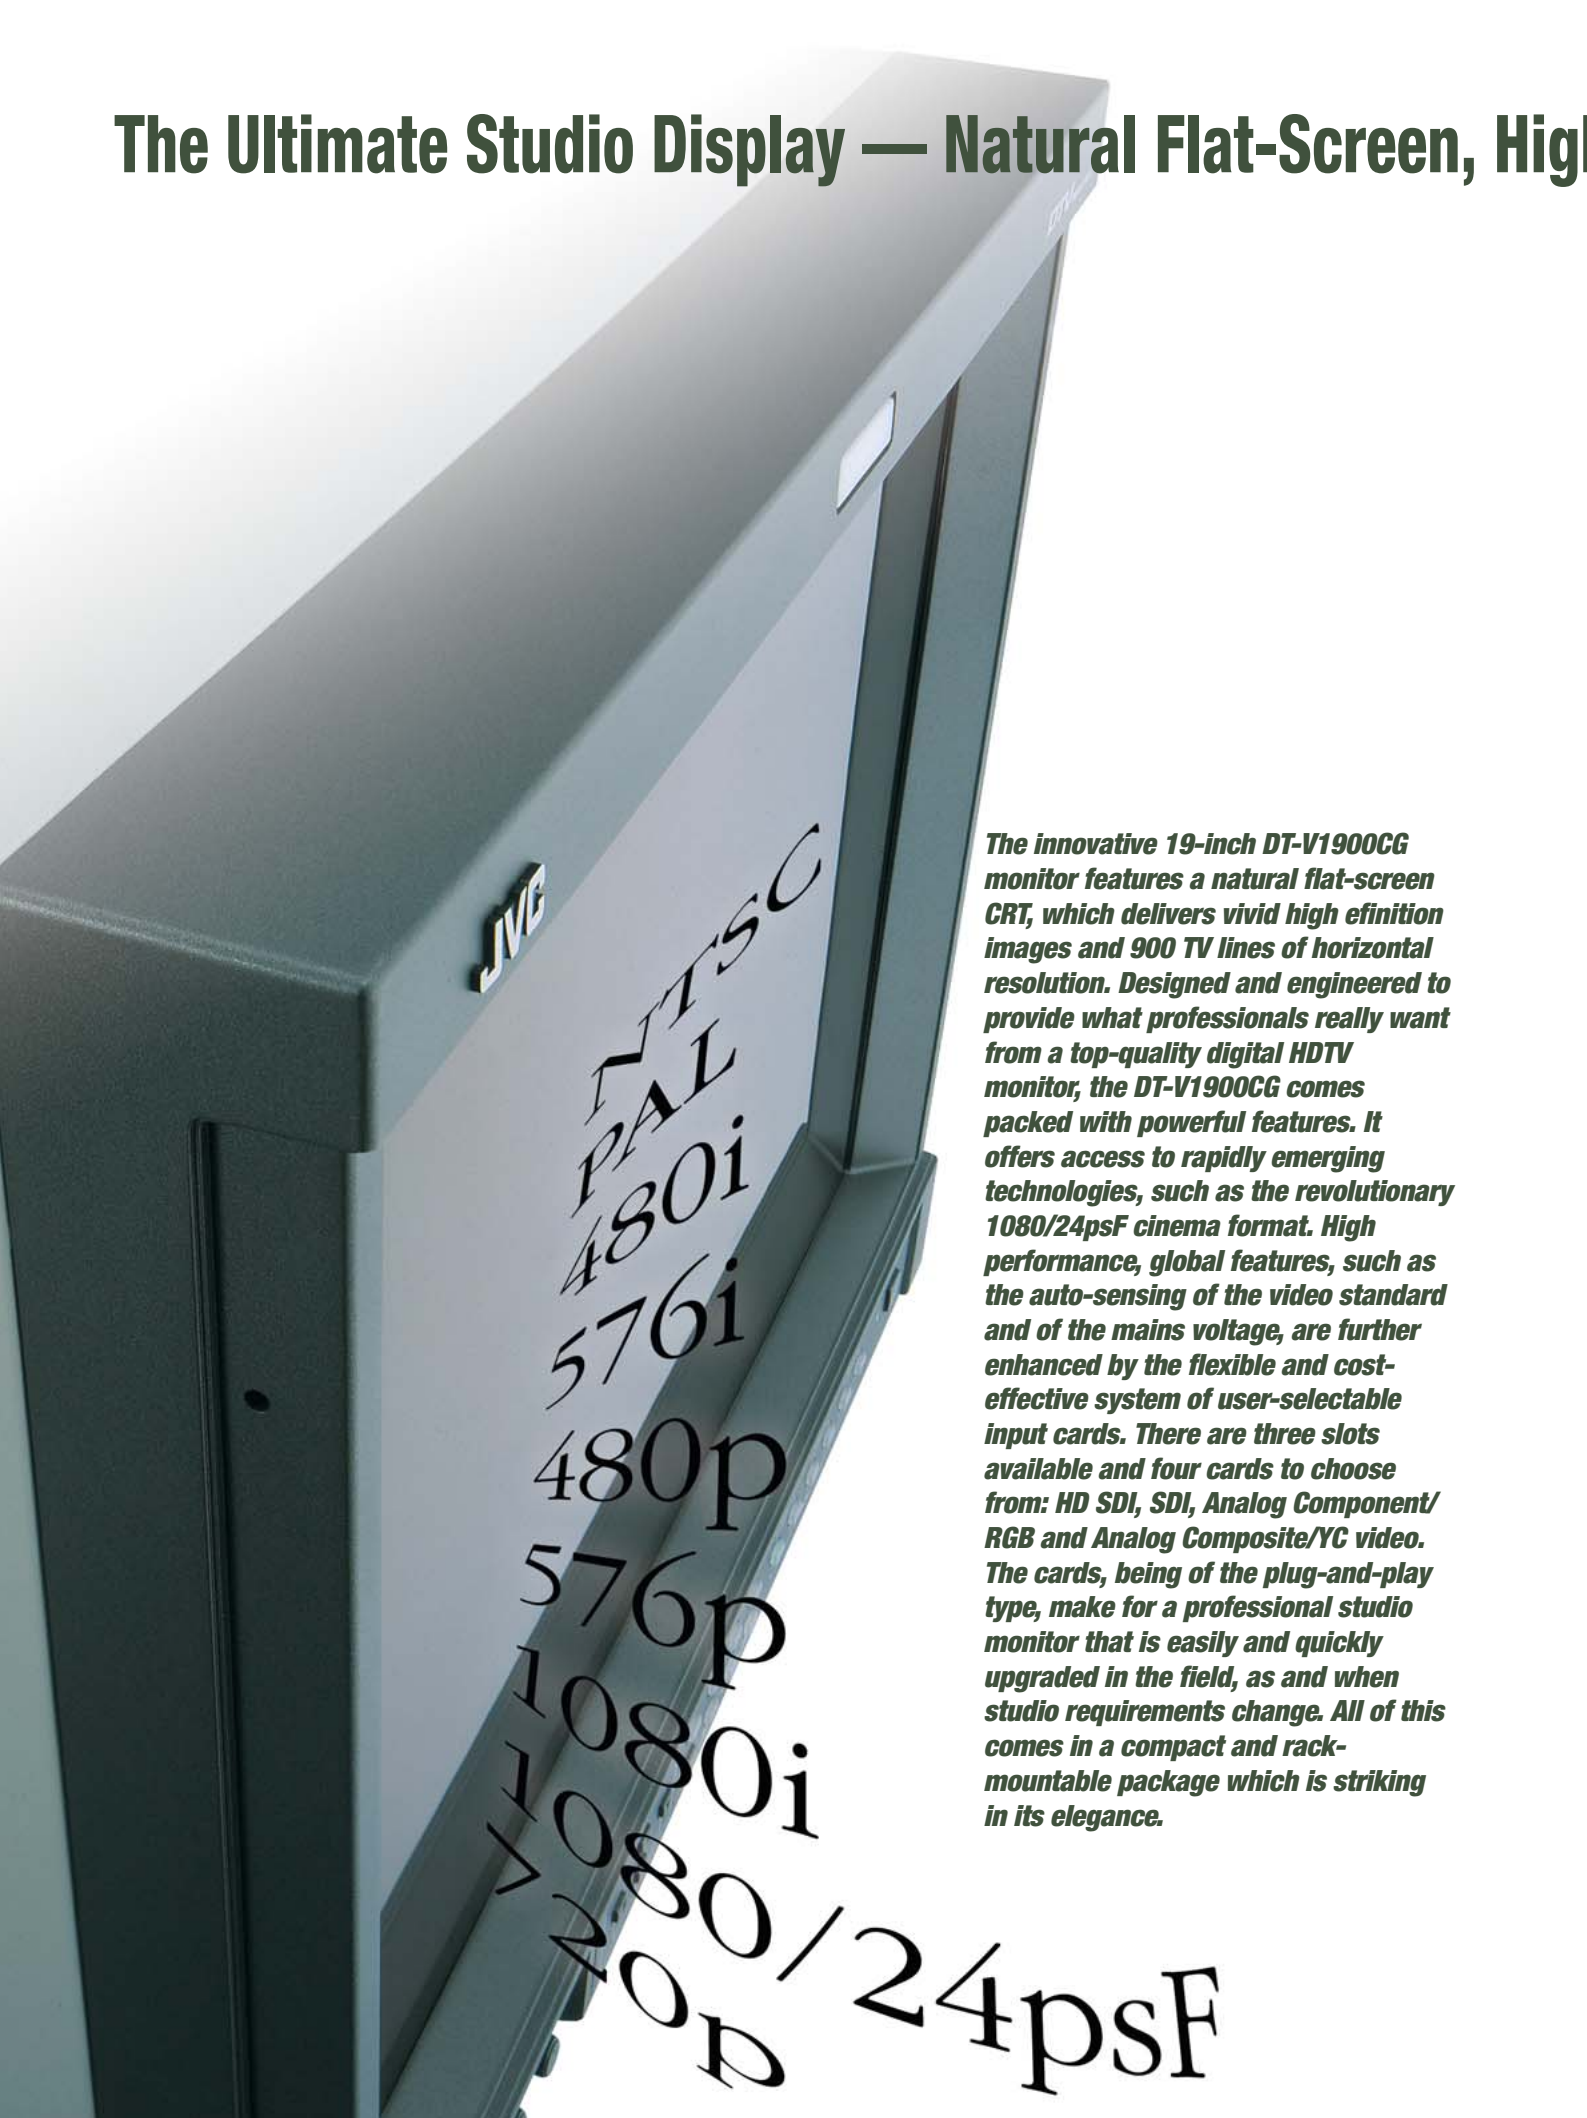 The Ultimate Studio Display — Natural Flat-Screen, Hig
DTV
JVC
NTSC
PAL
480i
576i
480p
576p
1080i
1080/24psF
720p
The innovative 19-inch DT-V1900CG
monitor features a natural flat-screen
CRT, which delivers vivid high efinition
images and 900 TV lines of horizontal
resolution. Designed and engineered to
provide what professionals really want
from a top-quality digital HDTV
monitor, the DT-V1900CG comes
packed with powerful features. It
offers access to rapidly emerging
technologies, such as the revolutionary
1080/24psF cinema format. High
performance, global features, such as
the auto-sensing of the video standard
and of the mains voltage, are further
enhanced by the flexible and cost-
effective system of user-selectable
input cards. There are three slots
available and four cards to choose
from: HD SDI, SDI, Analog Component/
RGB and Analog Composite/YC video.
The cards, being of the plug-and-play
type, make for a professional studio
monitor that is easily and quickly
upgraded in the field, as and when
studio requirements change. All of this
comes in a compact and rack-
mountable package which is striking
in its elegance.